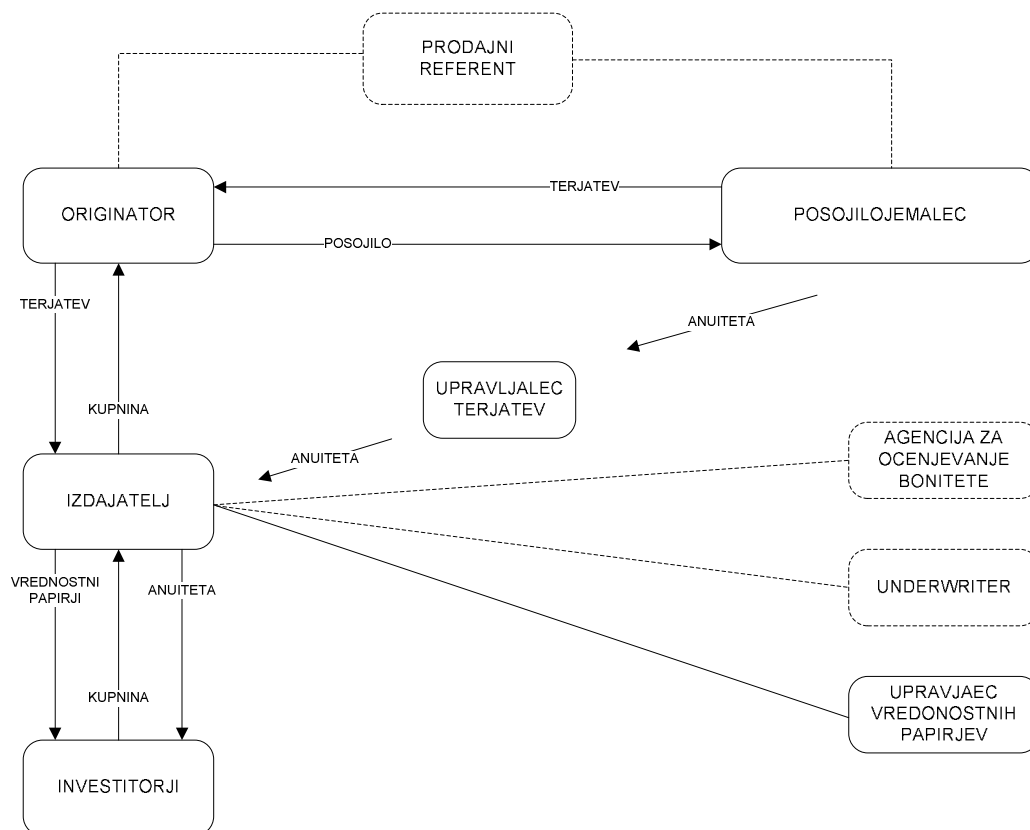 PRODAJNI
REFERENT
TERJATEV
ORIGINATOR
POSOJILOJEMALEC
POSOJILO
TERJATEV
ANUITETA
UPRAVLJALEC
TERJATEV
KUPNINA
AGENCIJA ZA
OCENJEVANJE
BONITETE
ANUITETA
IZDAJATELJ
VREDNOSTNI
PAPIRJI
ANUITETA
UNDERWRITER
KUPNINA
UPRAVJAEC
VREDONOSTNIH
PAPIRJEV
INVESTITORJI